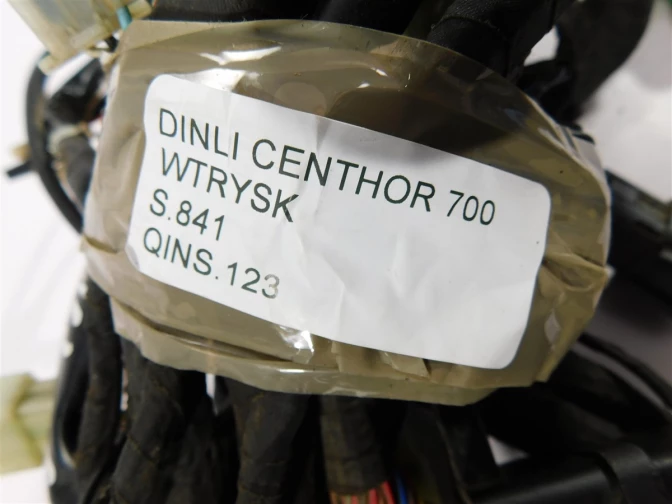 DINLI CENTHOR 700
WTRYSK
S.841
QINS.123